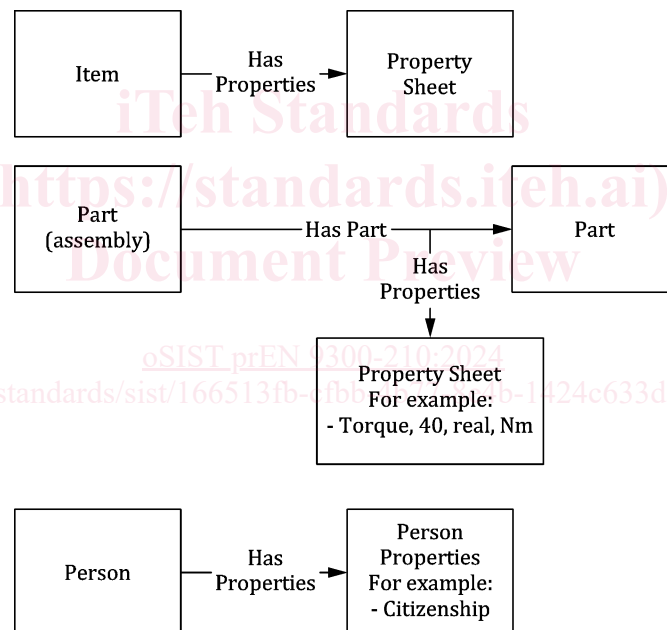 Item
Has
Properties
Property
Sheet
iTeh Standards
https://standards.iteh.ai)
Part
(assembly)
Has Part
Part
Document Preview
Has
Properties
oSIST prEN 9300-210:2024
Property Sheet
For example:
- Torque, 40, real, Nm
Person
Has
Properties
Person
Properties
For example:
- Citizenship